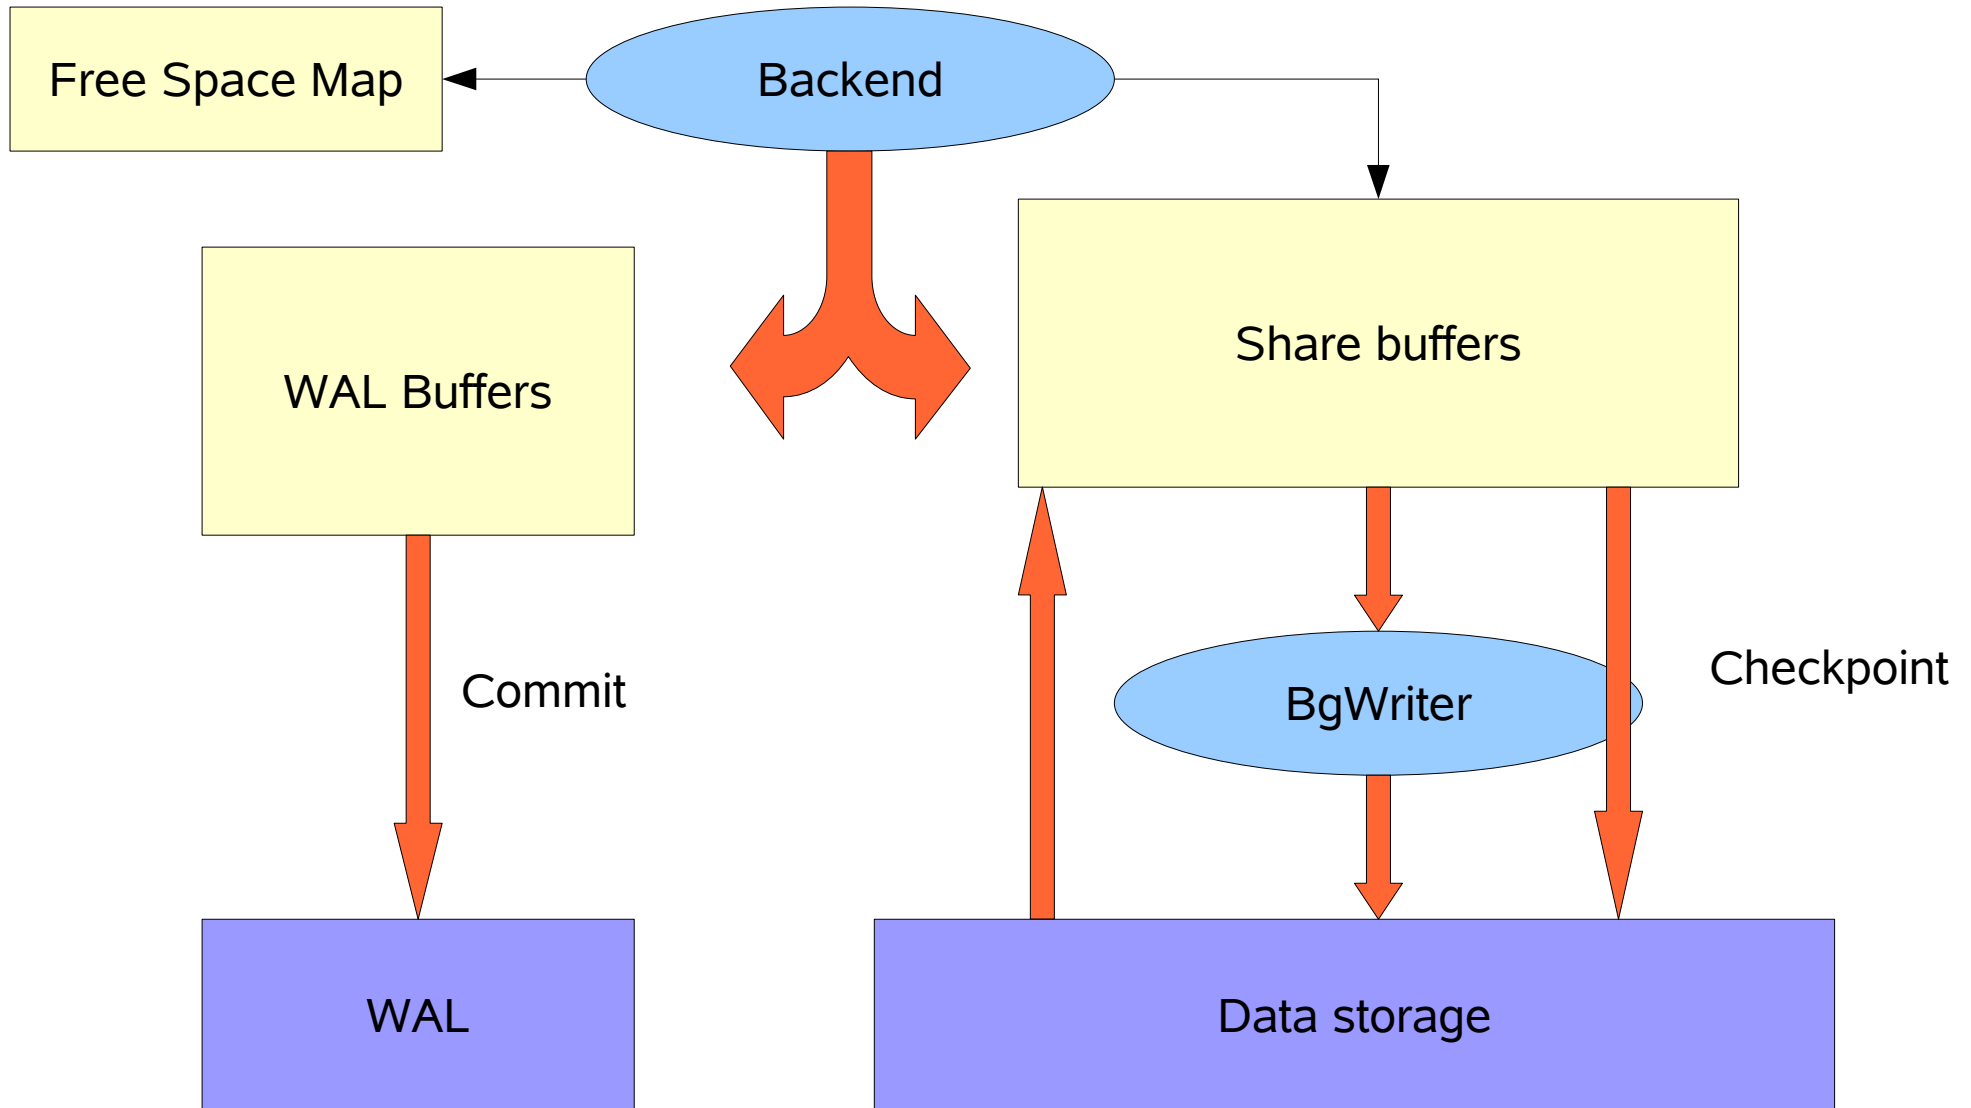 Free Space Map
Backend
Share buffers
WAL Buffers
Commit
Checkpoint
BgWriter
WAL
Data storage